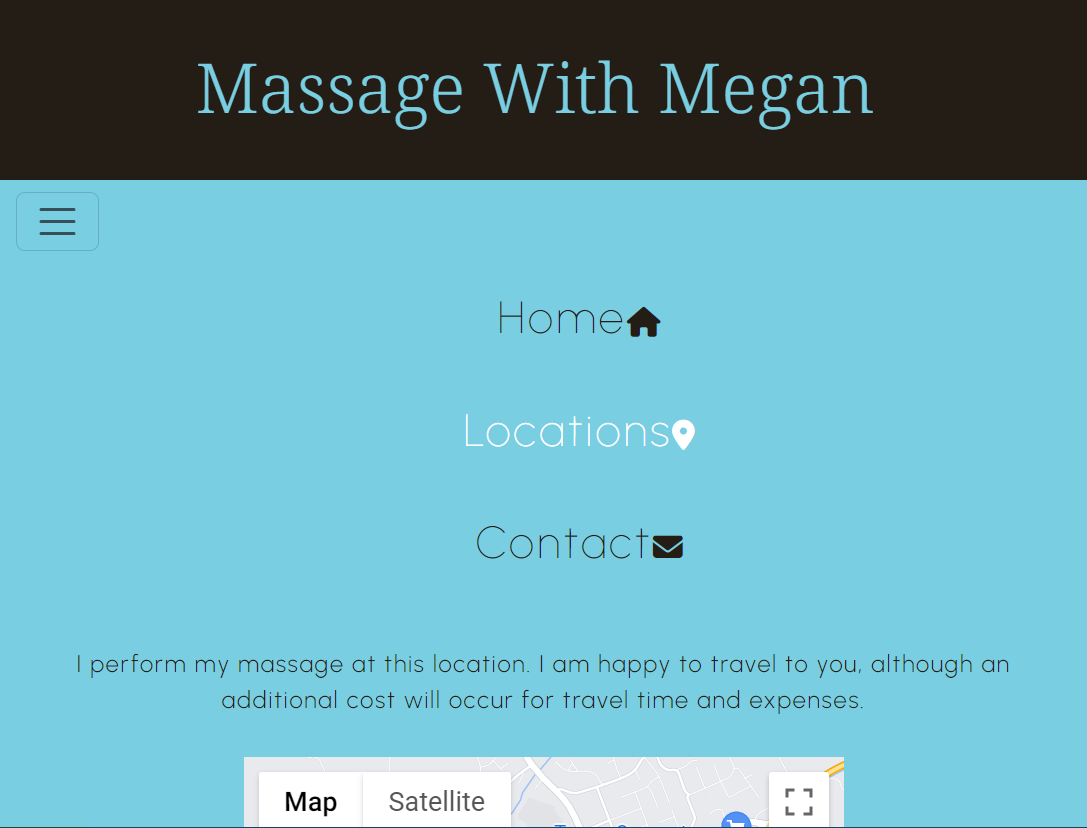 Massage With Megan
Home
Locations
Contact
I perform my massage at this location. I am happy to travel to you, although an
additional cost will occur for travel time and expenses.
Map Satellite